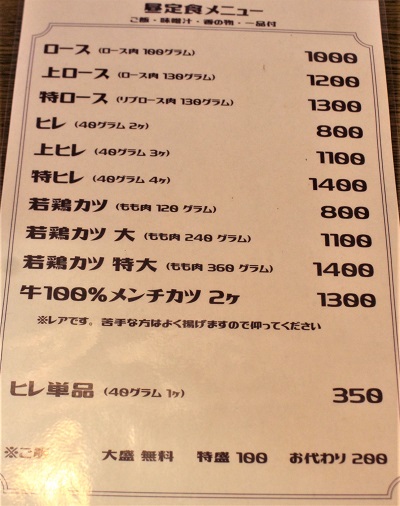 昼定食メニュー
ご飯・味噌汁・香の物・一品付
ロース (ロース肉 100グラム) 1000
上ロース (ロース肉 130グラム) 1200
特ロース (リブロース肉 130グラム) 1300
ヒレ (40グラム 2ヶ) 800
上ヒレ (40グラム 3ヶ) 1100
特ヒレ (40グラム 4ヶ) 1400
若鶏カツ (もも肉 120 グラム) 800
若鶏カツ 大 (もも肉 240 グラム) 1100
若鶏カツ 特大 (もも肉 360 グラム) 1400
牛100%メンチカツ 2ヶ 1300
※レアです。苦手な方はよく揚げますので仰ってください
ヒレ単品 (40グラム 1ヶ) 350
※ご飯 大盛 無料 特盛 100 お代わり 200